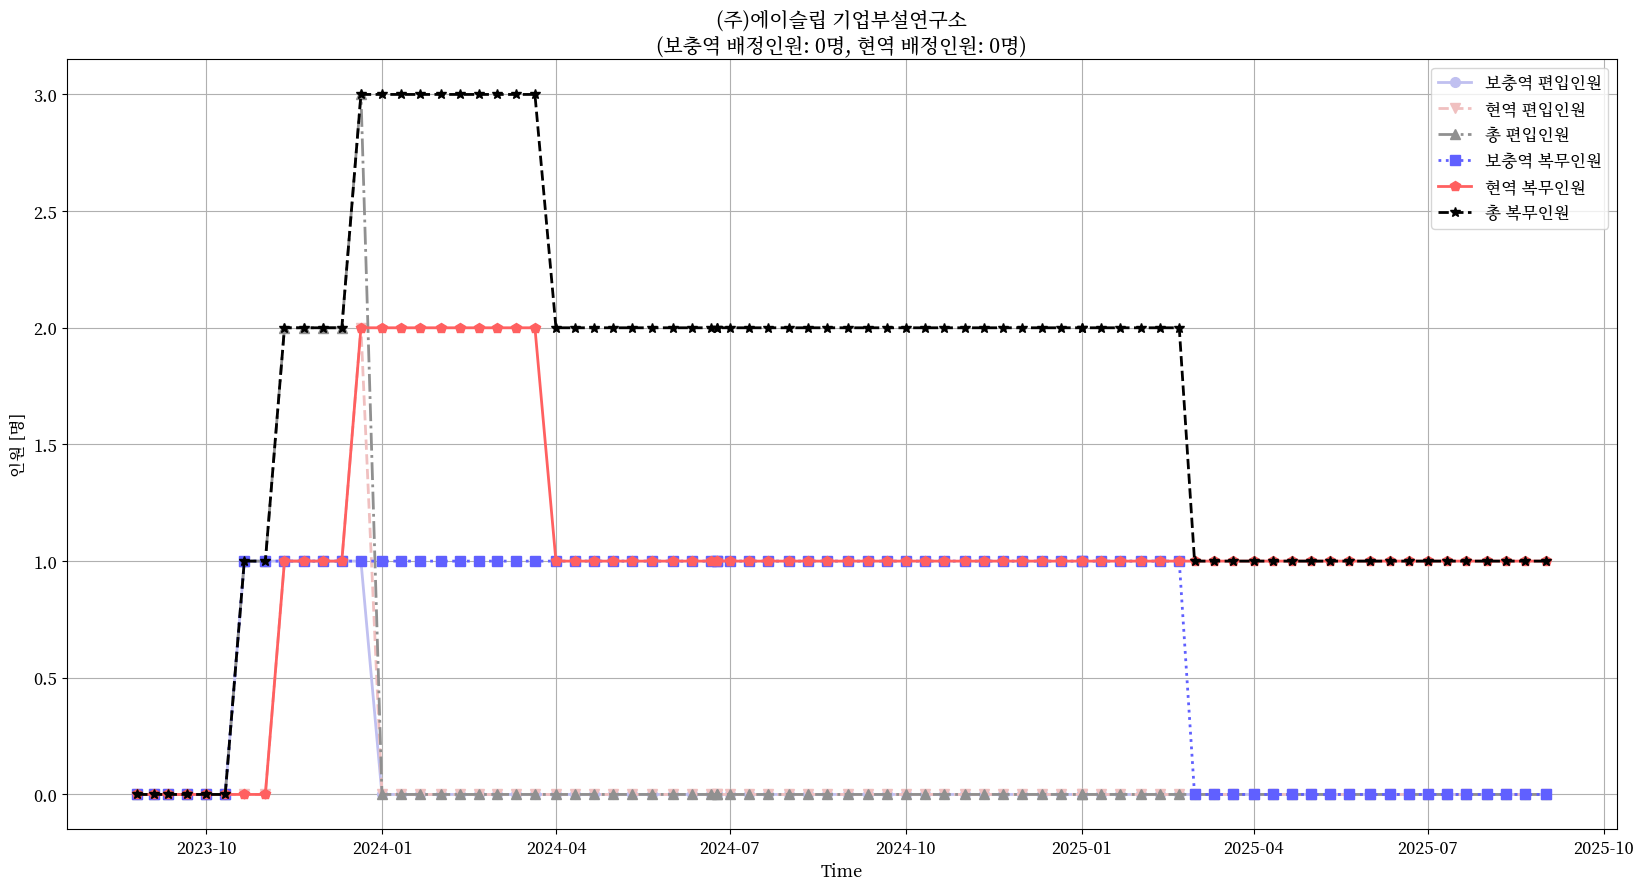 (주)에이슬립 기업부설연구소
(보충역 배정인원: 0명, 현역 배정인원: 0명)
보충역 편입인원
현역 편입인원
총 편입인원
보충역 복무인원
현역 복무인원
총 복무인원
인원 [명]
3.0
2.5
2.0
1.5
1.0
0.5
0.0
2023-10
2024-01
2024-04
2024-07
2024-10
2025-01
2025-04
2025-07
2025-10
Time